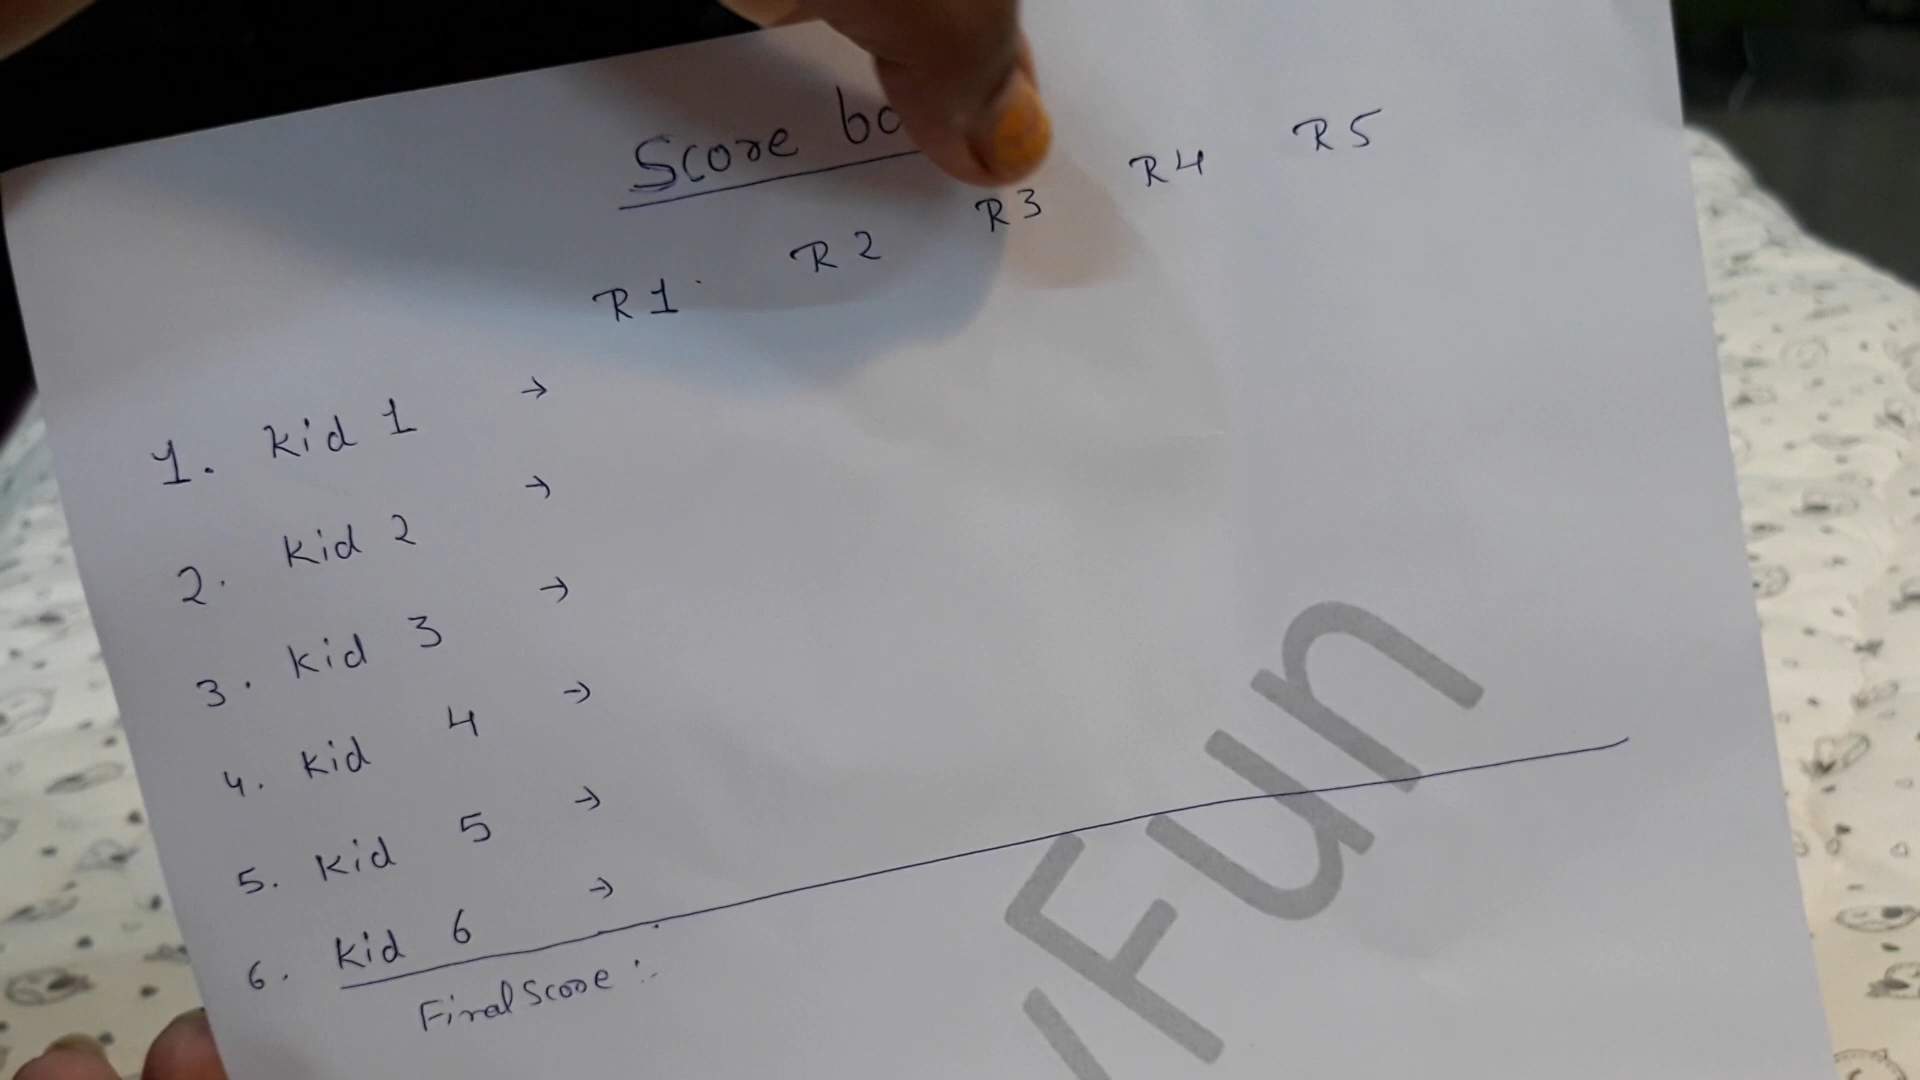 Score
R1 R2 R3 R4 R5
1. Kid 1 →
2. Kid 2 →
3. Kid 3 →
4. Kid 4 →
5. Kid 5 →
6. Kid 6 →
Final Score :-
Fun